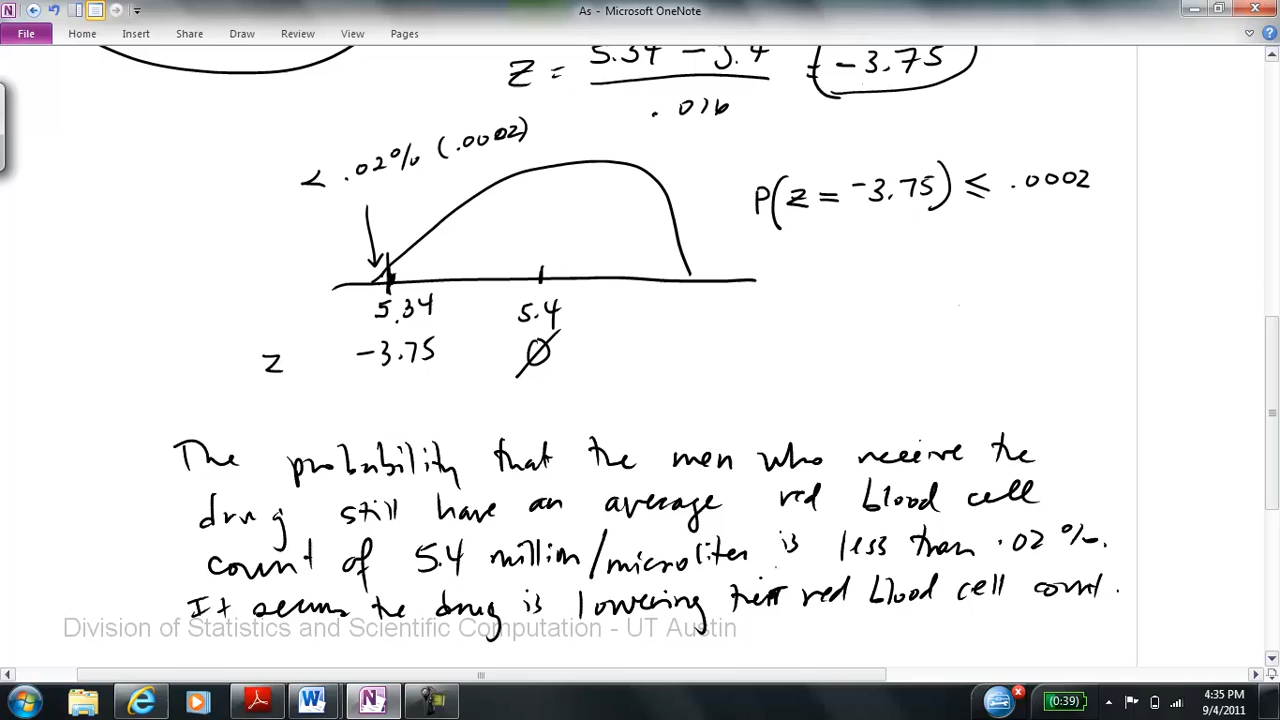 As - Microsoft OneNote
File Home Insert Share Draw Review View Pages
Z = 5.34 - 5.4 = -3.75
.016
< .02% (.0002)
P(Z = -3.75) ≤ .0002
5.34 5.4
Z -3.75 0
The probability that the men who receive the
drug still have an average red blood cell
count of 5.4 million/microliter is less than .02%.
It seems the drug is lowering their red blood cell count.
Division of Statistics and Scientific Computation - UT Austin
(0:39)
4:35 PM
9/4/2011